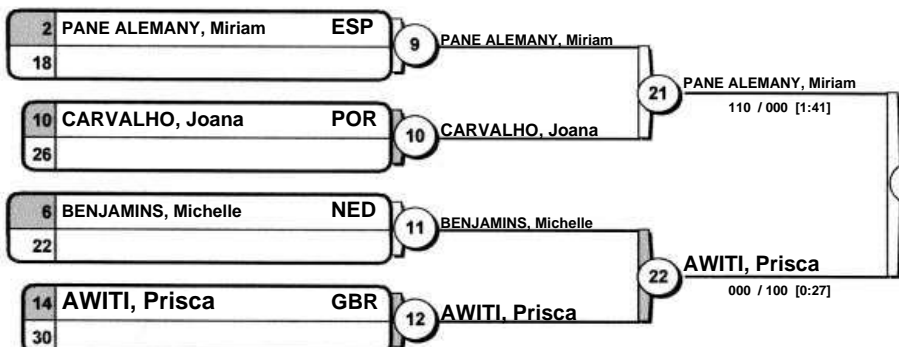 2 PANE ALEMANY, Miriam ESP
18
9
PANE ALEMANY, Miriam
10 CARVALHO, Joana POR
26
10
CARVALHO, Joana
21
PANE ALEMANY, Miriam
110 / 000 [1:41]
6 BENJAMINS, Michelle NED
22
11
BENJAMINS, Michelle
14 AWITI, Prisca GBR
30
12
AWITI, Prisca
22
AWITI, Prisca
000 / 100 [0:27]